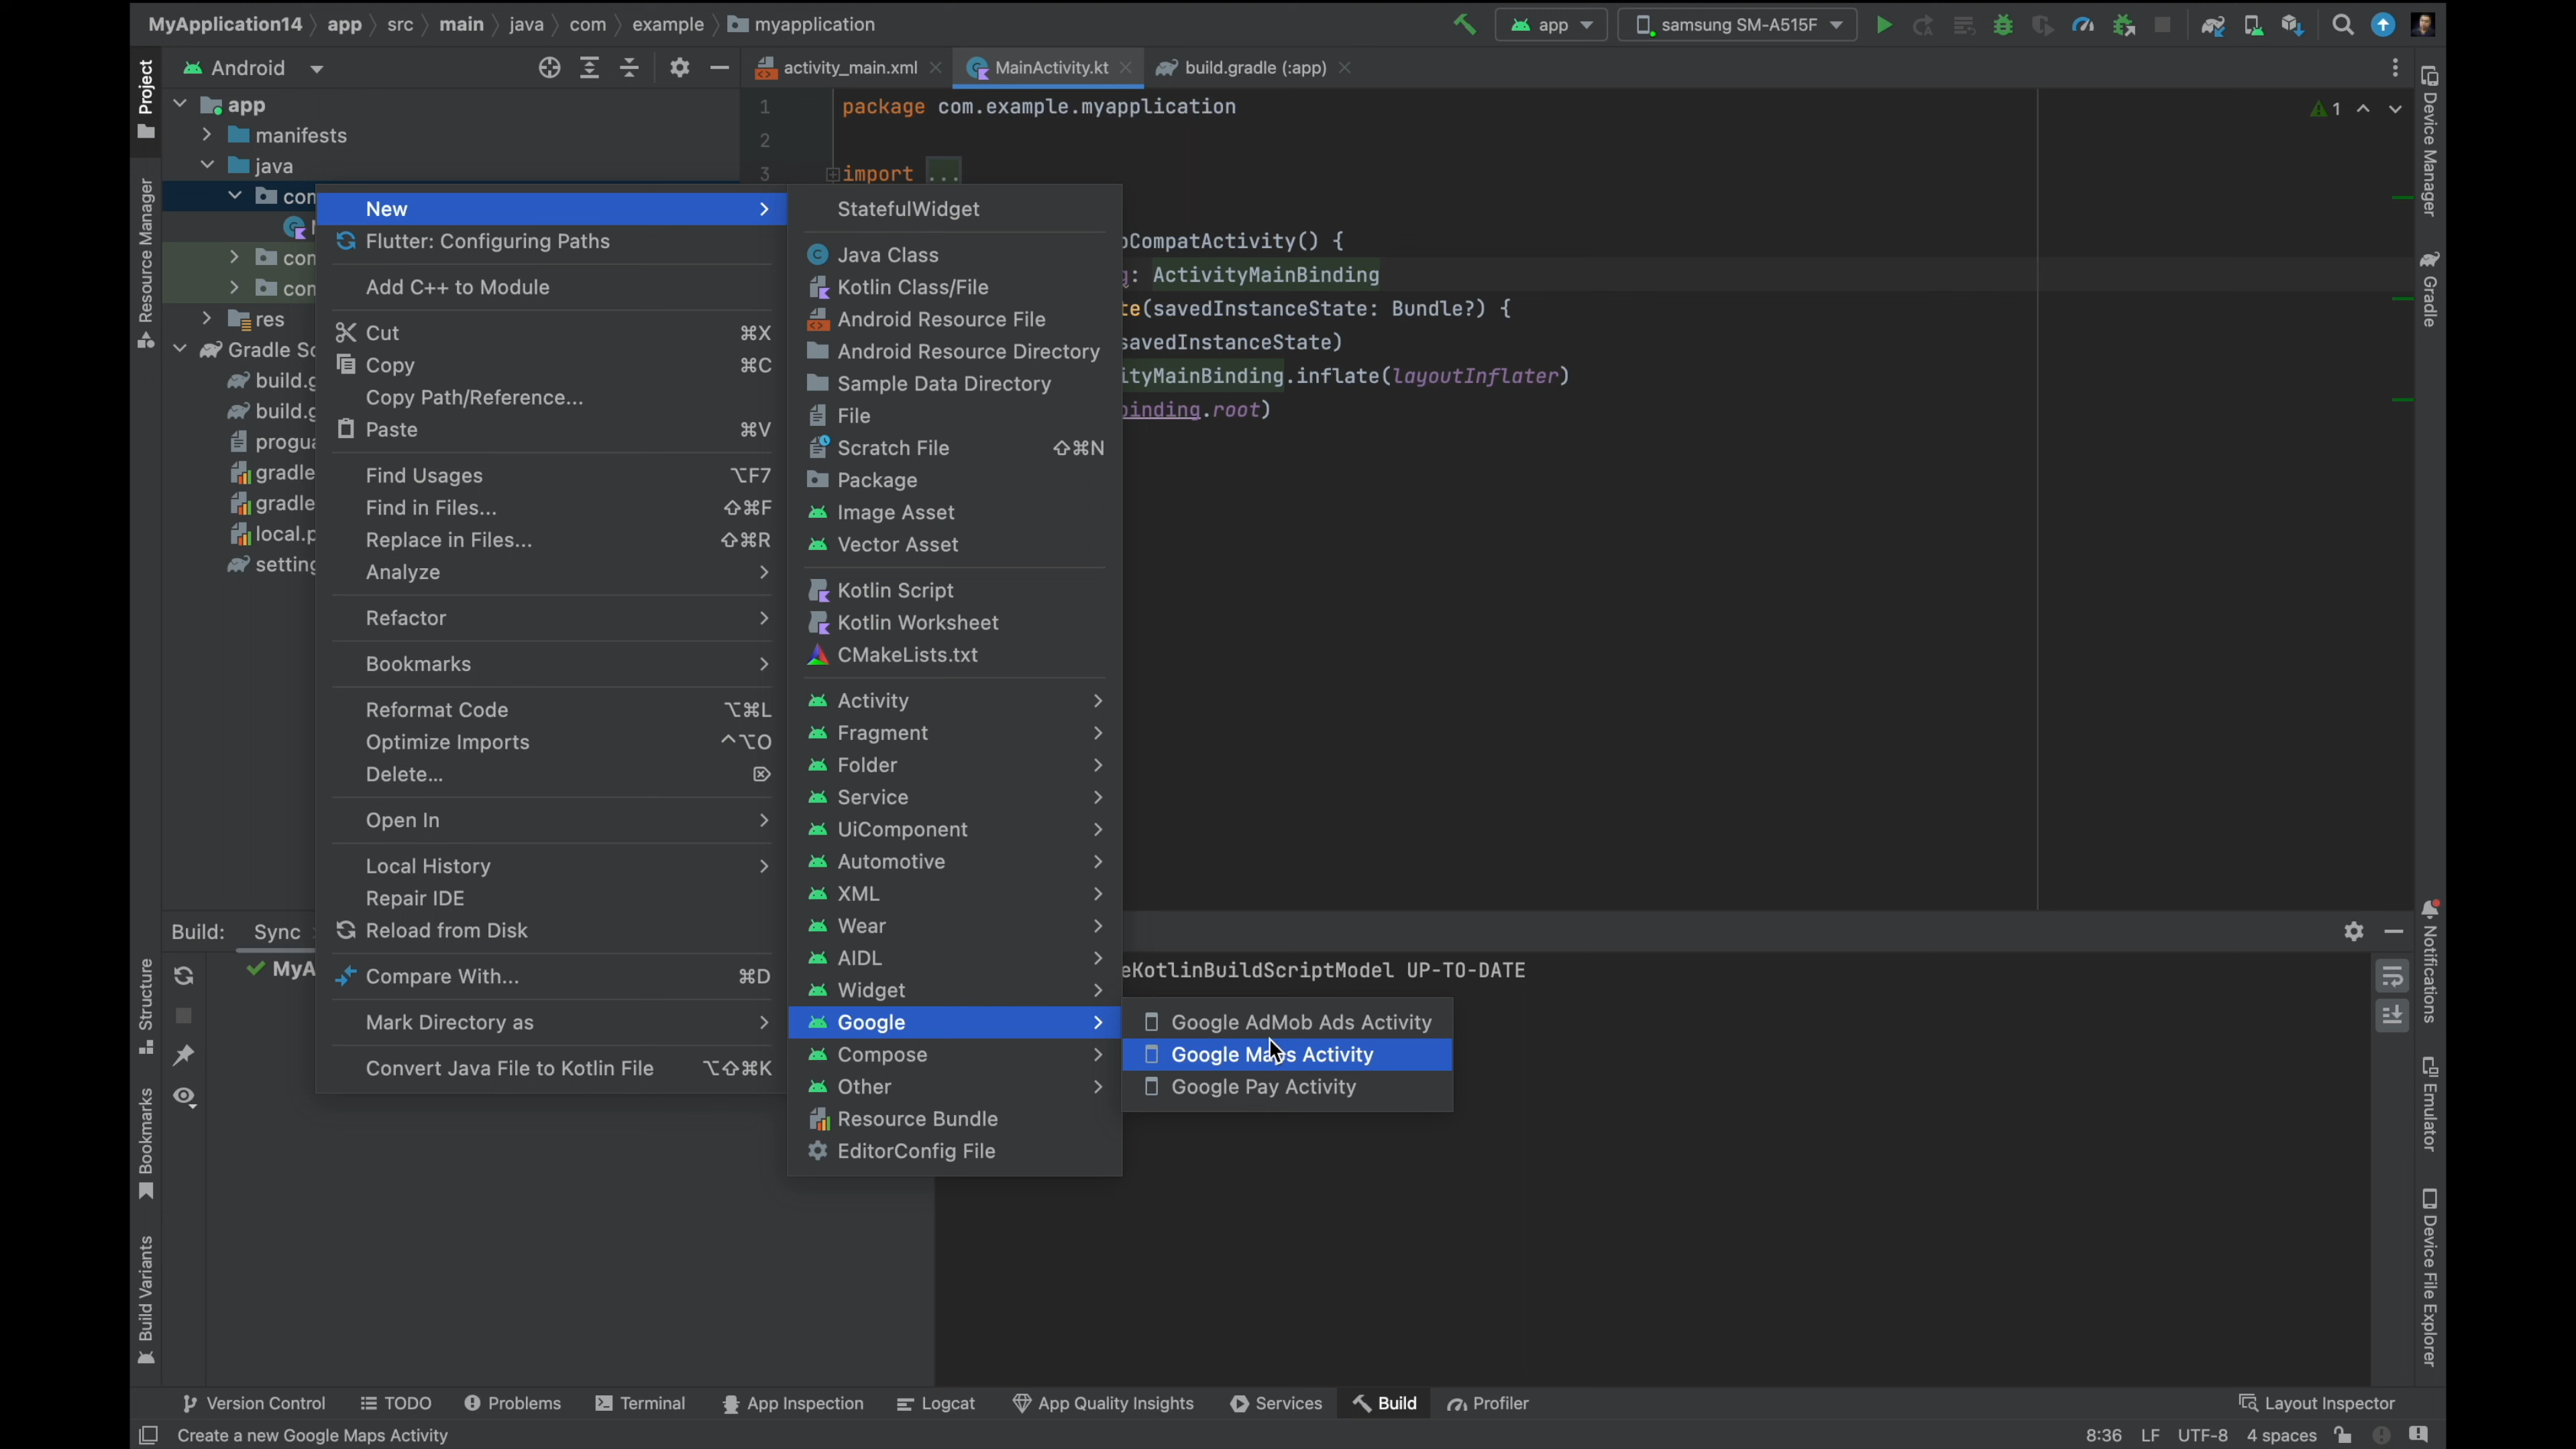 MyApplication14 app src main java com example myapplication
app samsung SM-A515F
Project
Android
activity_main.xml
MainActivity.kt
build.gradle (:app)
Device Manager
Gradle
Resource Manager
app
manifests
java
con
con
con
res
Gradle Sc
build.g
build.g
progua
gradle
gradle
local.p
setting
1 package com.example.myapplication
2
3 import ...
1
CompatActivity() {
: ActivityMainBinding
te(savedInstanceState: Bundle?) {
savedInstanceState)
ityMainBinding.inflate(layoutInflater)
binding.root)
New
Flutter: Configuring Paths
Add C++ to Module
Cut ⌘X
Copy ⌘C
Copy Path/Reference...
Paste ⌘V
Find Usages ⌥F7
Find in Files... ⇧⌘F
Replace in Files... ⇧⌘R
Analyze
Refactor
Bookmarks
Reformat Code ⌥⌘L
Optimize Imports ^⌥O
Delete... ⌦
Open In
Local History
Repair IDE
Reload from Disk
Compare With... ⌘D
Mark Directory as
Convert Java File to Kotlin File ⌥⇧⌘K
StatefulWidget
Java Class
Kotlin Class/File
Android Resource File
Android Resource Directory
Sample Data Directory
File
Scratch File ⇧⌘N
Package
Image Asset
Vector Asset
Kotlin Script
Kotlin Worksheet
CMakeLists.txt
Activity
Fragment
Folder
Service
UiComponent
Automotive
XML
Wear
AIDL
Widget
Google
Compose
Other
Resource Bundle
EditorConfig File
Google AdMob Ads Activity
Google Maps Activity
Google Pay Activity
Build: Sync
MyA
eKotlinBuildScriptModel UP-TO-DATE
Structure
Bookmarks
Build Variants
Notifications
Emulator
Device File Explorer
Version Control TODO Problems Terminal App Inspection Logcat App Quality Insights Services Build Profiler Layout Inspector
Create a new Google Maps Activity 8:36 LF UTF-8 4 spaces